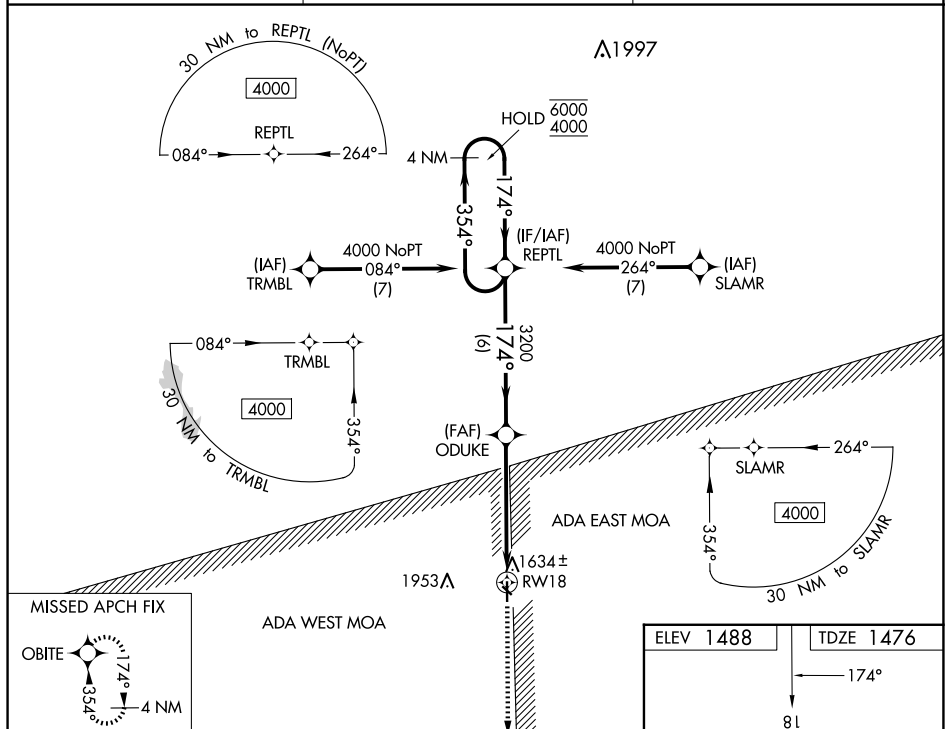 30 NM to REPTL (NoPT)
4000
REPTL
084°
264°
1997
HOLD
6000
4000
4 NM
174°
354°
(IF/IAF)
REPTL
(IAF)
TRMBL
4000 NoPT
084°
(7)
4000 NoPT
264°
(7)
(IAF)
SLAMR
3200
174°
(6)
084°
TRMBL
4000
354°
30 NM to TRMBL
(FAF)
ODUKE
SLAMR
264°
4000
354°
30 NM to SLAMR
ADA EAST MOA
1634±
RW18
1953
ADA WEST MOA
MISSED APCH FIX
OBITE
174°
354°
4 NM
ELEV 1488
TDZE 1476
174°
18